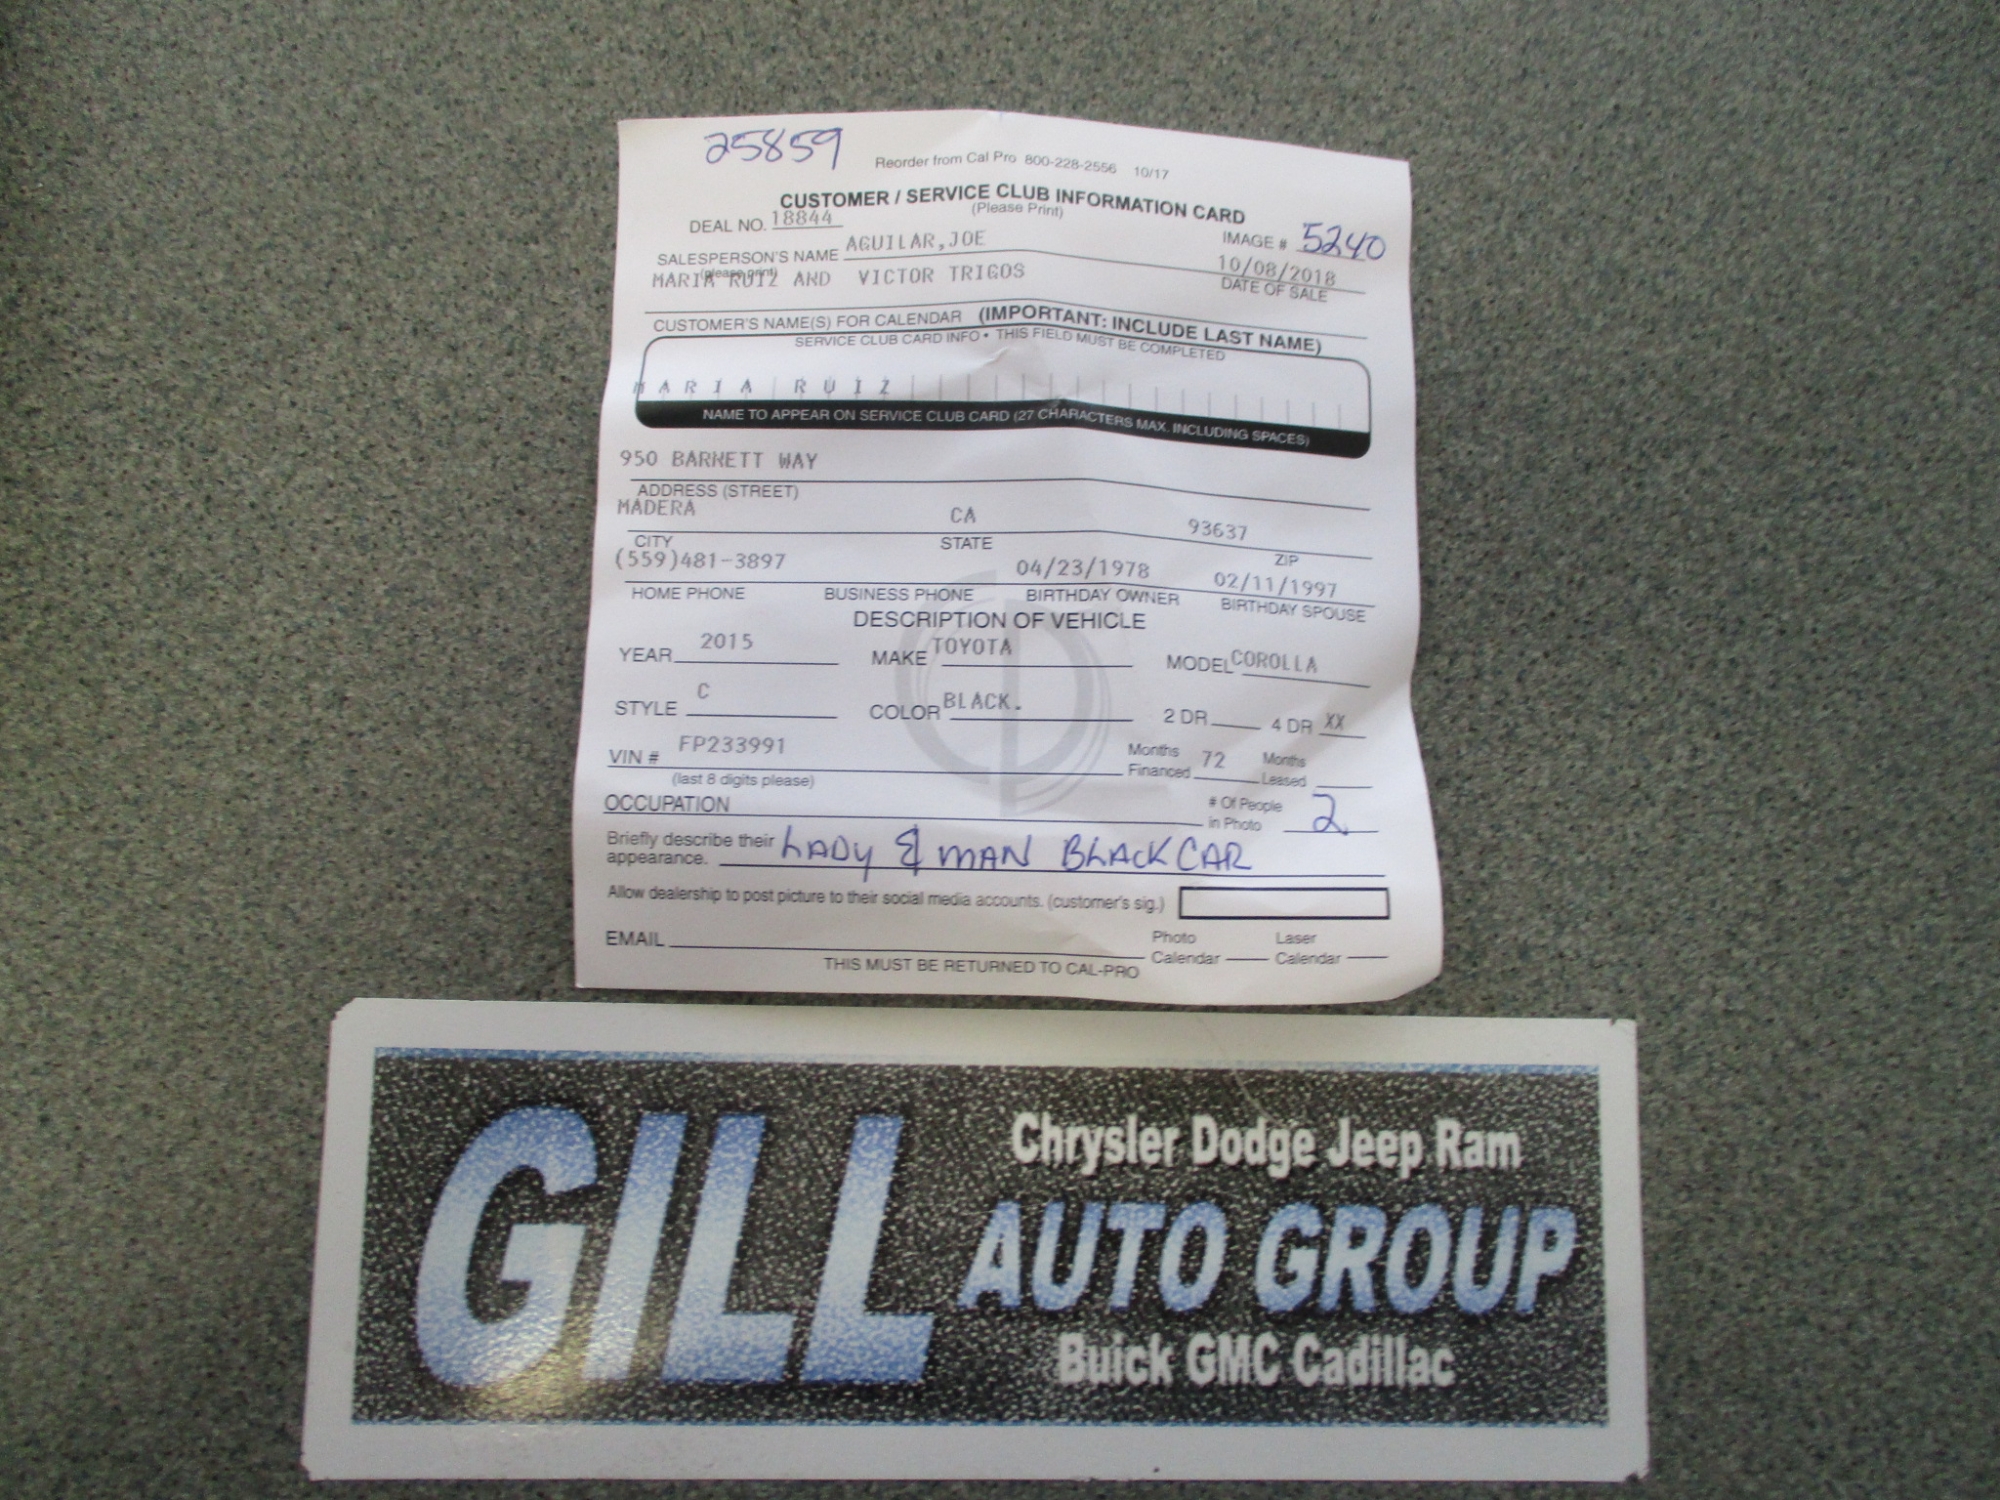 25859
Reorder from Cal Pro 800-228-2556 10/17
CUSTOMER / SERVICE CLUB INFORMATION CARD
(Please Print)
DEAL NO. 18844
IMAGE # 5240
SALESPERSON'S NAME AGUILAR,JOE
(please print)
10/08/2018
MARIA RUIZ AND VICTOR TRIGOS
DATE OF SALE
CUSTOMER'S NAME(S) FOR CALENDAR (IMPORTANT: INCLUDE LAST NAME)
SERVICE CLUB CARD INFO • THIS FIELD MUST BE COMPLETED
MARIA RUIZ
NAME TO APPEAR ON SERVICE CLUB CARD (27 CHARACTERS MAX. INCLUDING SPACES)
950 BARNETT WAY
ADDRESS (STREET)
MADERA CA 93637
CITY STATE ZIP
(559)481-3897 04/23/1978 02/11/1997
HOME PHONE BUSINESS PHONE BIRTHDAY OWNER BIRTHDAY SPOUSE
DESCRIPTION OF VEHICLE
YEAR 2015 MAKE TOYOTA MODEL COROLLA
STYLE C COLOR BLACK. 2 DR 4 DR XX
VIN # FP233991 Months Financed 72 Months Leased
(last 8 digits please)
OCCUPATION # Of People in Photo 2
Briefly describe their appearance. LADY & MAN BLACK CAR
Allow dealership to post picture to their social media accounts. (customer's sig.)
EMAIL Photo Calendar Laser Calendar
THIS MUST BE RETURNED TO CAL-PRO
GILL
Chrysler Dodge Jeep Ram
AUTO GROUP
Buick GMC Cadillac